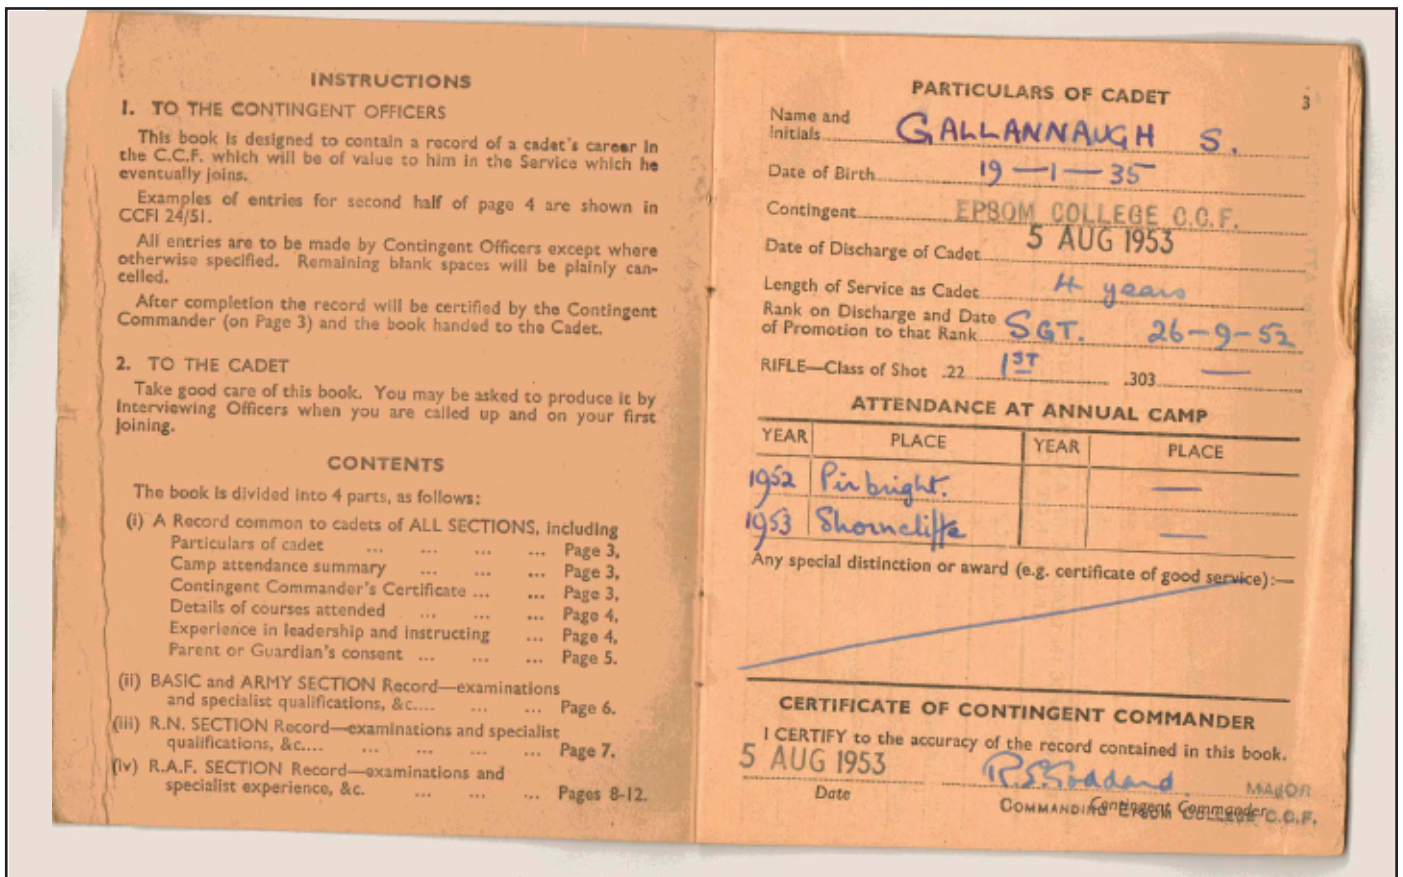 INSTRUCTIONS
1. TO THE CONTINGENT OFFICERS
This book is designed to contain a record of a cadet's career in
the C.C.F. which will be of value to him in the Service which he
eventually joins.
Examples of entries for second half of page 4 are shown in
CCFI 24/51.
All entries are to be made by Contingent Officers except where
otherwise specified. Remaining blank spaces will be plainly can-
celled.
After completion the record will be certified by the Contingent
Commander (on Page 3) and the book handed to the Cadet.
2. TO THE CADET
Take good care of this book. You may be asked to produce it by
Interviewing Officers when you are called up and on your first
joining.
CONTENTS
The book is divided into 4 parts, as follows:
(i) A Record common to cadets of ALL SECTIONS, including
Particulars of cadet ... ... ... ... Page 3,
Camp attendance summary ... ... ... Page 3,
Contingent Commander's Certificate ... ... Page 3,
Details of courses attended ... ... ... Page 4,
Experience in leadership and instructing ... Page 4,
Parent or Guardian's consent ... ... ... Page 5.
(ii) BASIC and ARMY SECTION Record—examinations
and specialist qualifications, &c.... ... ... Page 6.
(iii) R.N. SECTION Record—examinations and specialist
qualifications, &c.... ... ... ... ... Page 7.
(iv) R.A.F. SECTION Record—examinations and
specialist experience, &c. ... ... ... Pages 8-12.
3
PARTICULARS OF CADET
Name and
Initials GALLANNAUGH S.
Date of Birth 19—1—35
Contingent EPSOM COLLEGE C.C.F.
Date of Discharge of Cadet 5 AUG 1953
Length of Service as Cadet 4 years
Rank on Discharge and Date
of Promotion to that Rank SGT. 26-9-52
RIFLE—Class of Shot .22 1ST .303 —
ATTENDANCE AT ANNUAL CAMP
YEAR PLACE YEAR PLACE
1952 Pirbright. —
1953 Shorncliffe —
Any special distinction or award (e.g. certificate of good service):—
CERTIFICATE OF CONTINGENT COMMANDER
I CERTIFY to the accuracy of the record contained in this book.
5 AUG 1953 R.S. Goddard. MAJOR
Date Contingent Commander
COMMANDING EPSOM COLLEGE C.C.F.